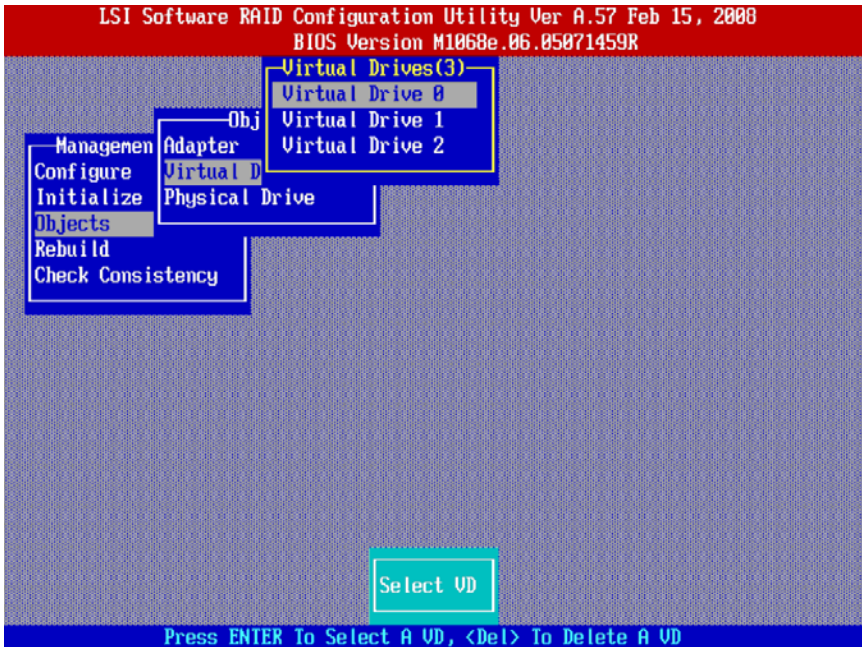 LSI Software RAID Configuration Utility Ver A.57 Feb 15, 2008
BIOS Version M1068e.06.05071459R
Virtual Drives(3)
Virtual Drive 0
Virtual Drive 1
Virtual Drive 2
Obj
Adapter
Virtual D
Physical Drive
Managemen
Configure
Initialize
Objects
Rebuild
Check Consistency
Select VD
Press ENTER To Select A VD, <Del> To Delete A VD